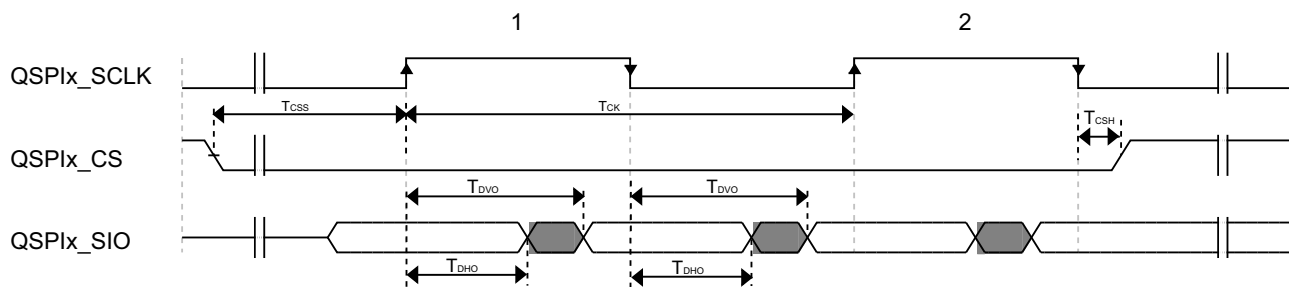 1 2
QSPIx_SCLK
TCSS TCK TCSH
QSPIx_CS
TDVO TDVO
QSPIx_SIO
TDHO TDHO